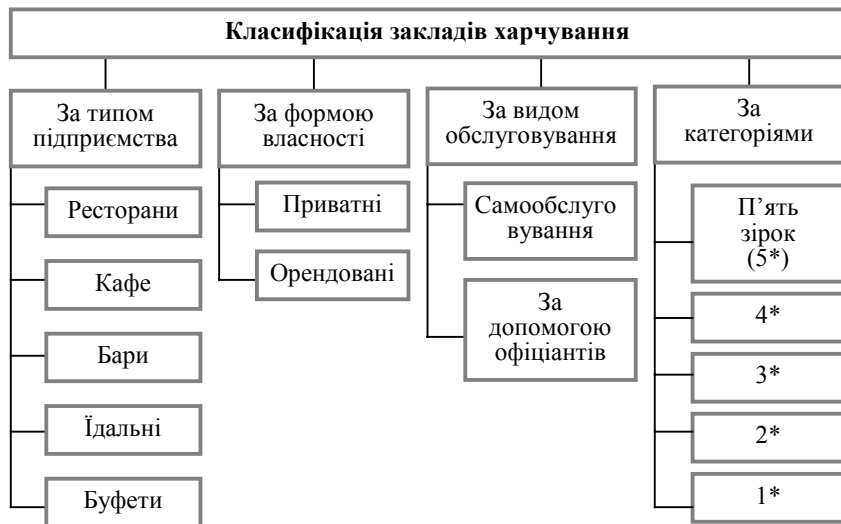 Класифікація закладів харчування
За типом
підприємства
Ресторани
Кафе
Бари
Їдальні
Буфети
За формою
власності
Приватні
Орендовані
За видом
обслуговування
Самообслуго
вування
За
допомогою
офіціантів
За
категоріями
П’ять
зірок
(5*)
4*
3*
2*
1*